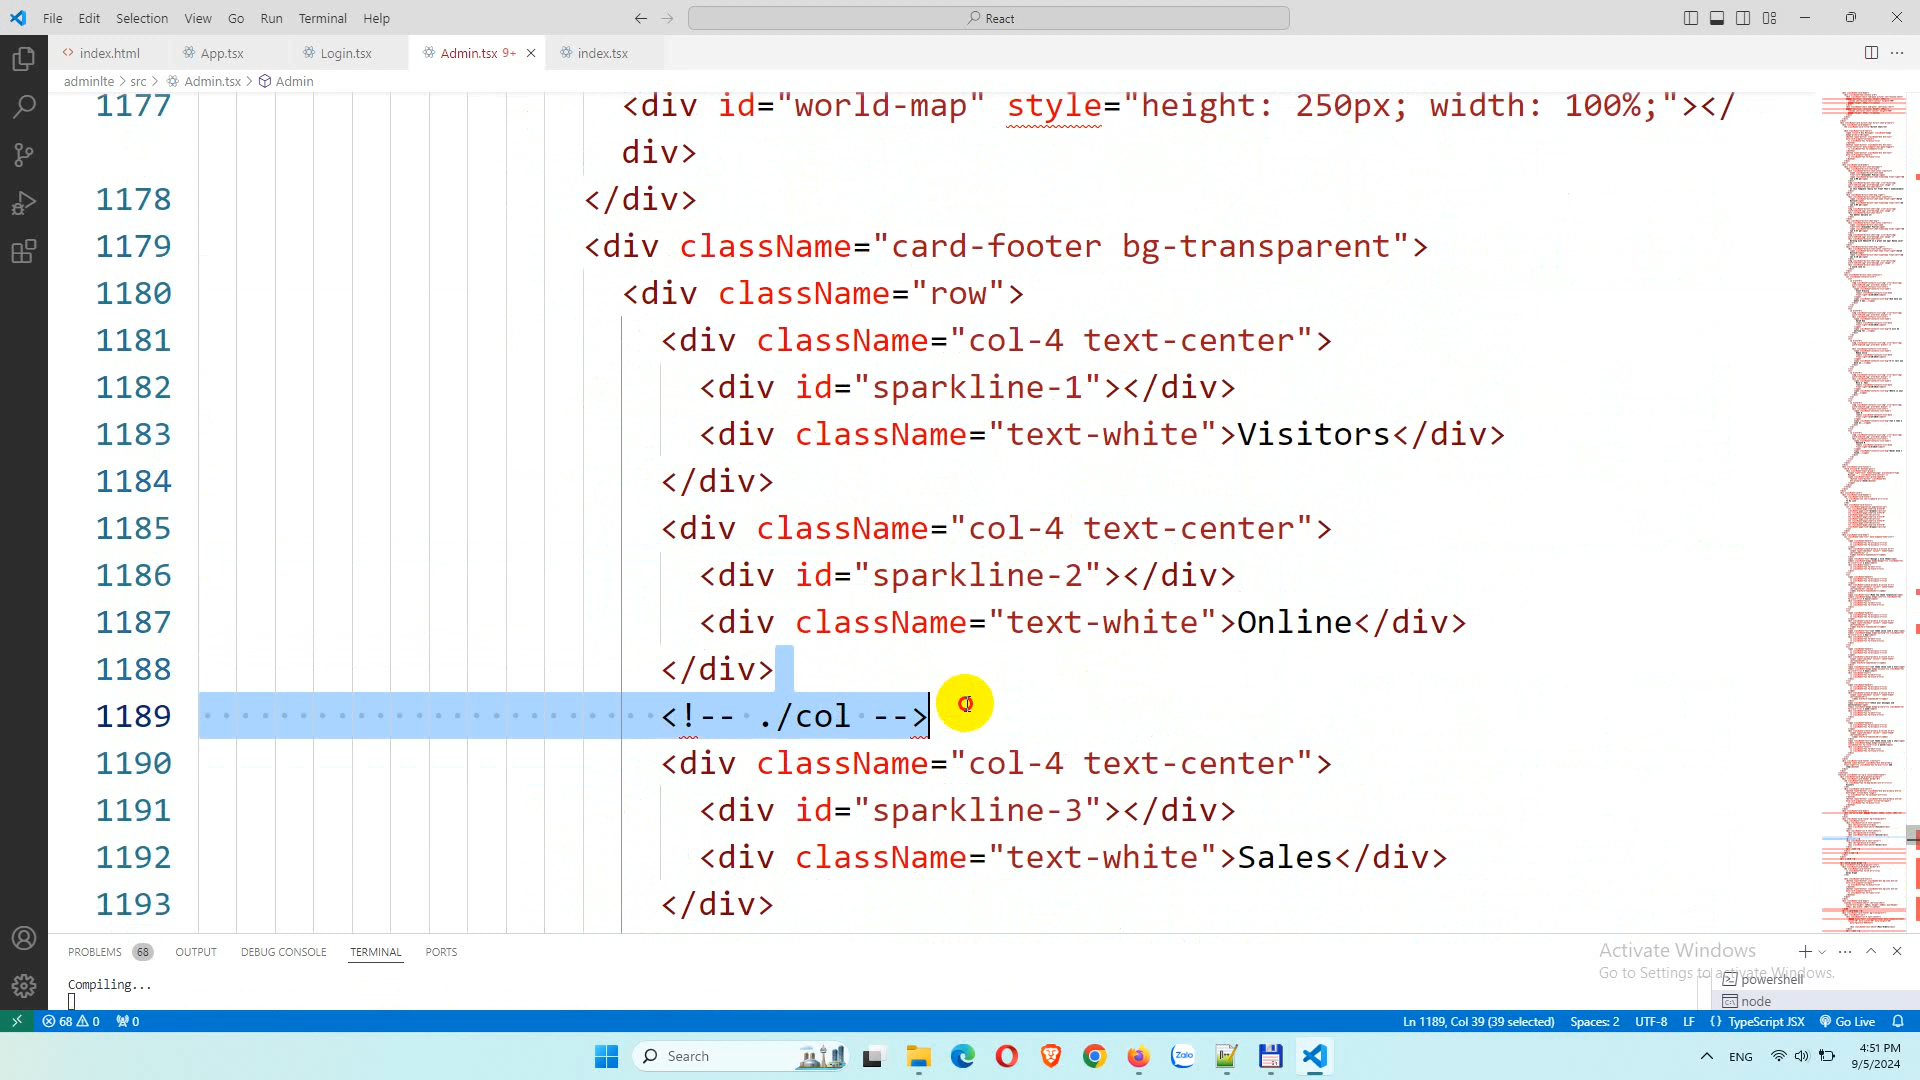 File Edit Selection View Go Run Terminal Help
React
index.html App.tsx Login.tsx Admin.tsx 9+ index.tsx
adminlte > src > Admin.tsx > Admin
1177 <div id="world-map" style="height: 250px; width: 100%;"></
div>
1178 </div>
1179 <div className="card-footer bg-transparent">
1180 <div className="row">
1181 <div className="col-4 text-center">
1182 <div id="sparkline-1"></div>
1183 <div className="text-white">Visitors</div>
1184 </div>
1185 <div className="col-4 text-center">
1186 <div id="sparkline-2"></div>
1187 <div className="text-white">Online</div>
1188 </div>
1189 <!-- ./col -->
1190 <div className="col-4 text-center">
1191 <div id="sparkline-3"></div>
1192 <div className="text-white">Sales</div>
1193 </div>
PROBLEMS 68 OUTPUT DEBUG CONSOLE TERMINAL PORTS
Compiling...
Activate Windows
Go to Settings to activate Windows.
powershell
node
68 0 0
Ln 1189, Col 39 (39 selected) Spaces: 2 UTF-8 LF {} TypeScript JSX Go Live
Search
Zalo
ENG
4:51 PM
9/5/2024